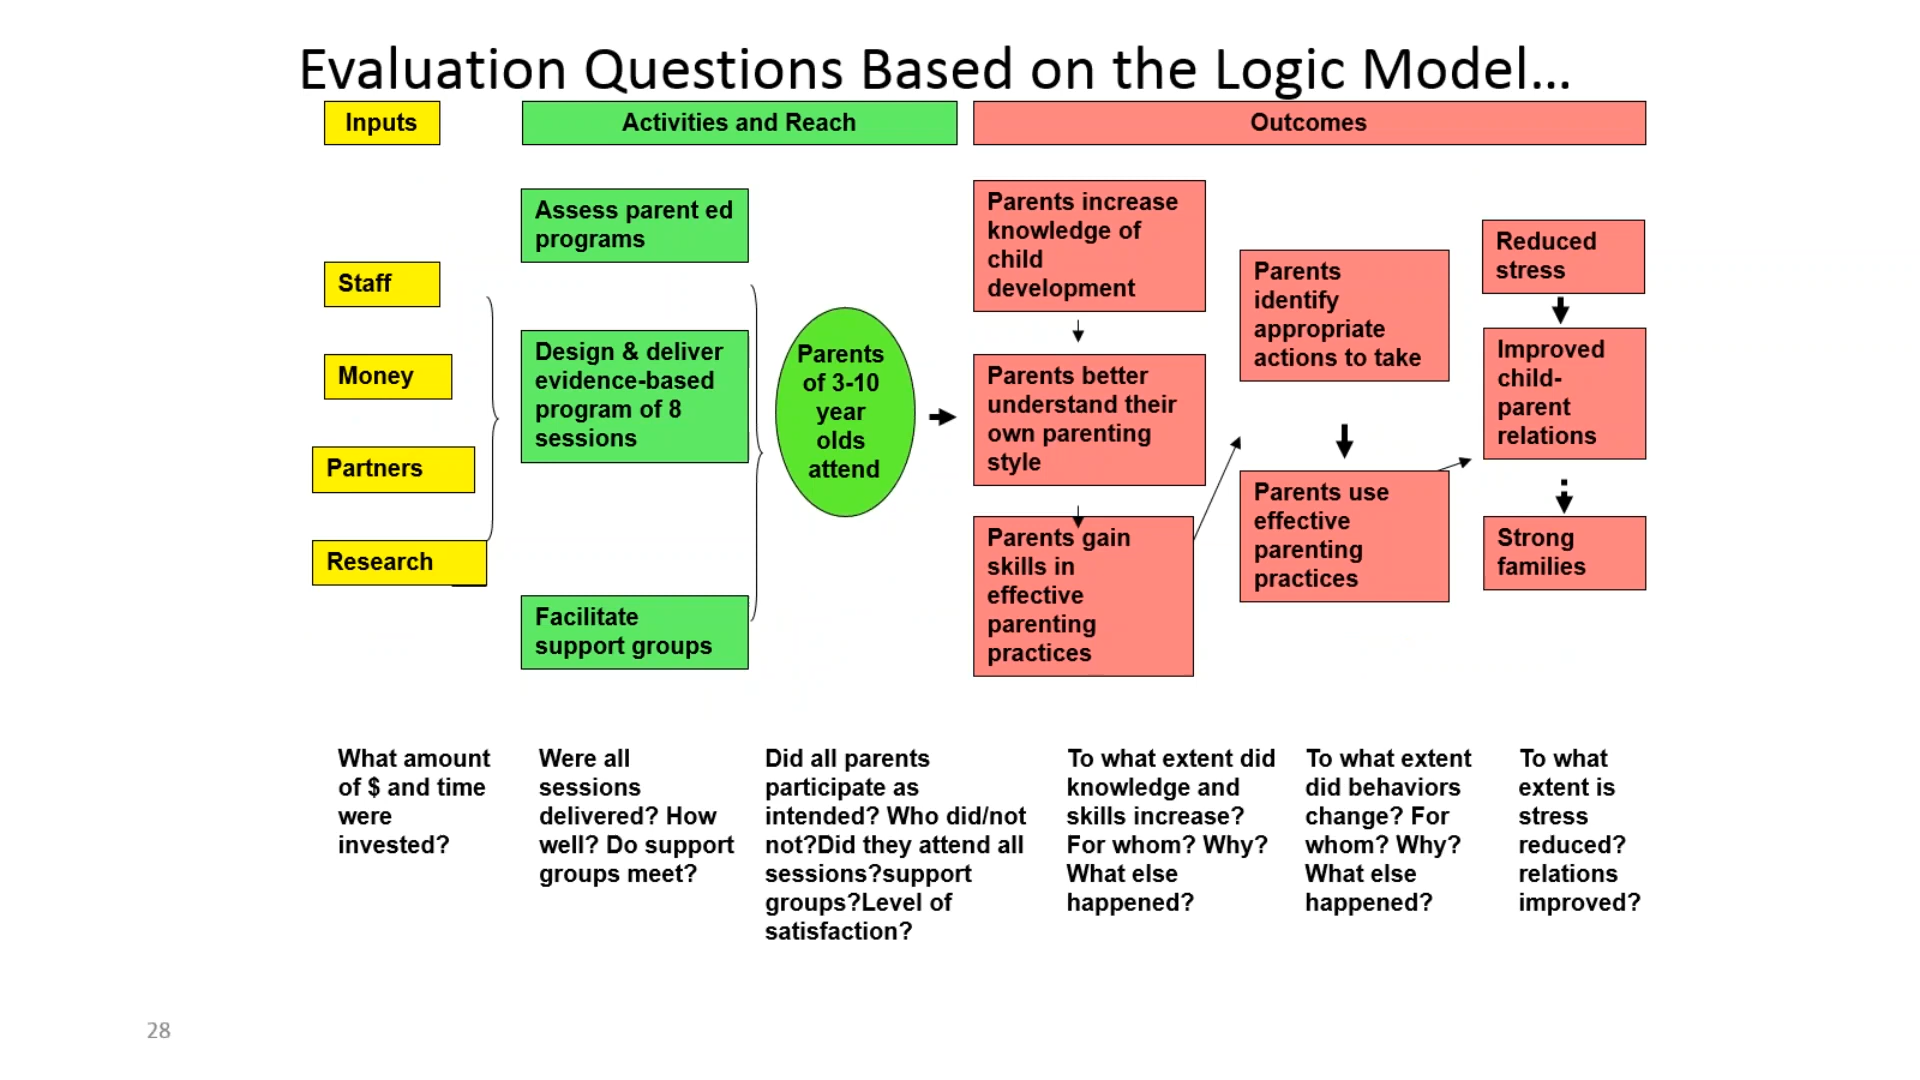 Evaluation Questions Based on the Logic Model...
Inputs
Activities and Reach
Outcomes
Staff
Money
Partners
Research
Assess parent ed
programs
Design & deliver
evidence-based
program of 8
sessions
Facilitate
support groups
Parents
of 3-10
year
olds
attend
Parents increase
knowledge of
child
development
Parents better
understand their
own parenting
style
Parents gain
skills in
effective
parenting
practices
Parents
identify
appropriate
actions to take
Parents use
effective
parenting
practices
Reduced
stress
Improved
child-
parent
relations
Strong
families
What amount
of $ and time
were
invested?
Were all
sessions
delivered? How
well? Do support
groups meet?
Did all parents
participate as
intended? Who did/not
not?Did they attend all
sessions?support
groups?Level of
satisfaction?
To what extent did
knowledge and
skills increase?
For whom? Why?
What else
happened?
To what extent
did behaviors
change? For
whom? Why?
What else
happened?
To what
extent is
stress
reduced?
relations
improved?
28